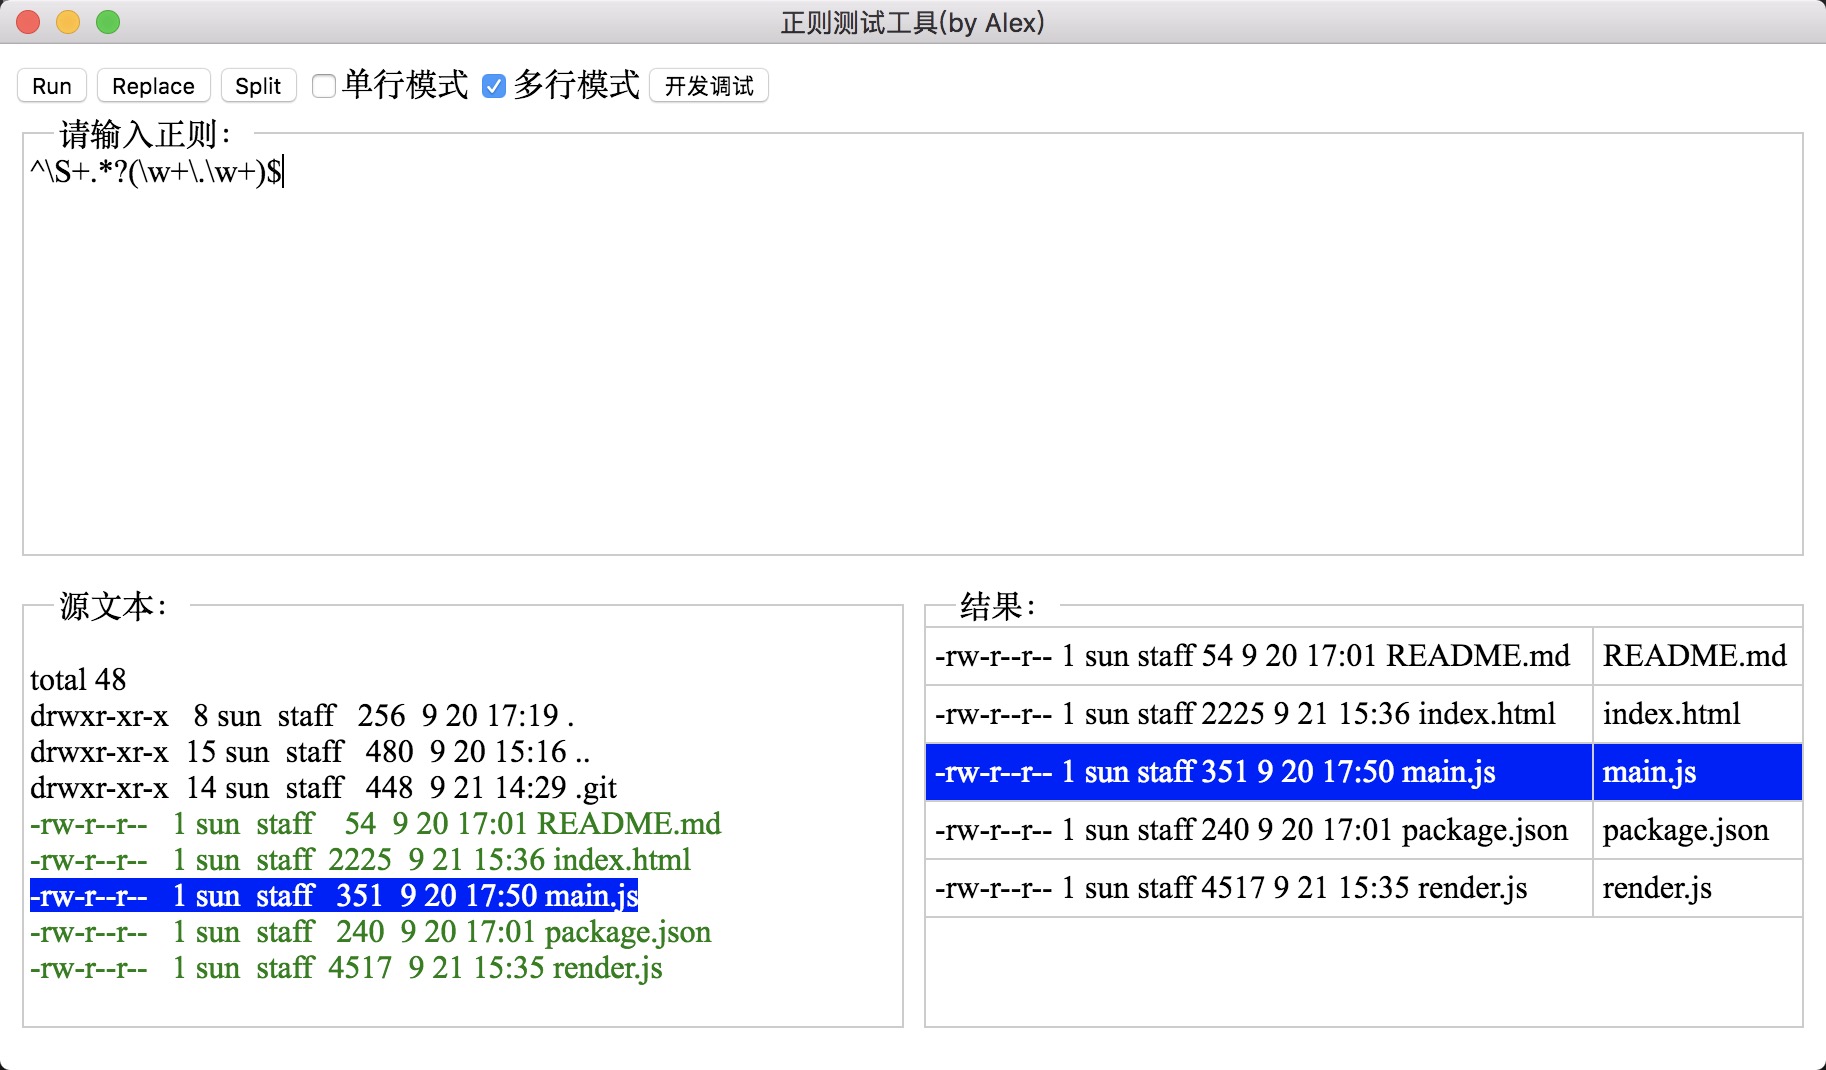 正则测试工具(by Alex)
Run Replace Split 单行模式 多行模式 开发调试
请输入正则：
^\S+.*?(\w+\.\w+)$
源文本：
total 48
drwxr-xr-x   8 sun  staff   256  9 20 17:19 .
drwxr-xr-x  15 sun  staff   480  9 20 15:16 ..
drwxr-xr-x  14 sun  staff   448  9 21 14:29 .git
-rw-r--r--   1 sun  staff    54  9 20 17:01 README.md
-rw-r--r--   1 sun  staff  2225  9 21 15:36 index.html
-rw-r--r--   1 sun  staff   351  9 20 17:50 main.js
-rw-r--r--   1 sun  staff   240  9 20 17:01 package.json
-rw-r--r--   1 sun  staff  4517  9 21 15:35 render.js
结果：
-rw-r--r-- 1 sun staff 54 9 20 17:01 README.md README.md
-rw-r--r-- 1 sun staff 2225 9 21 15:36 index.html index.html
-rw-r--r-- 1 sun staff 351 9 20 17:50 main.js main.js
-rw-r--r-- 1 sun staff 240 9 20 17:01 package.json package.json
-rw-r--r-- 1 sun staff 4517 9 21 15:35 render.js render.js